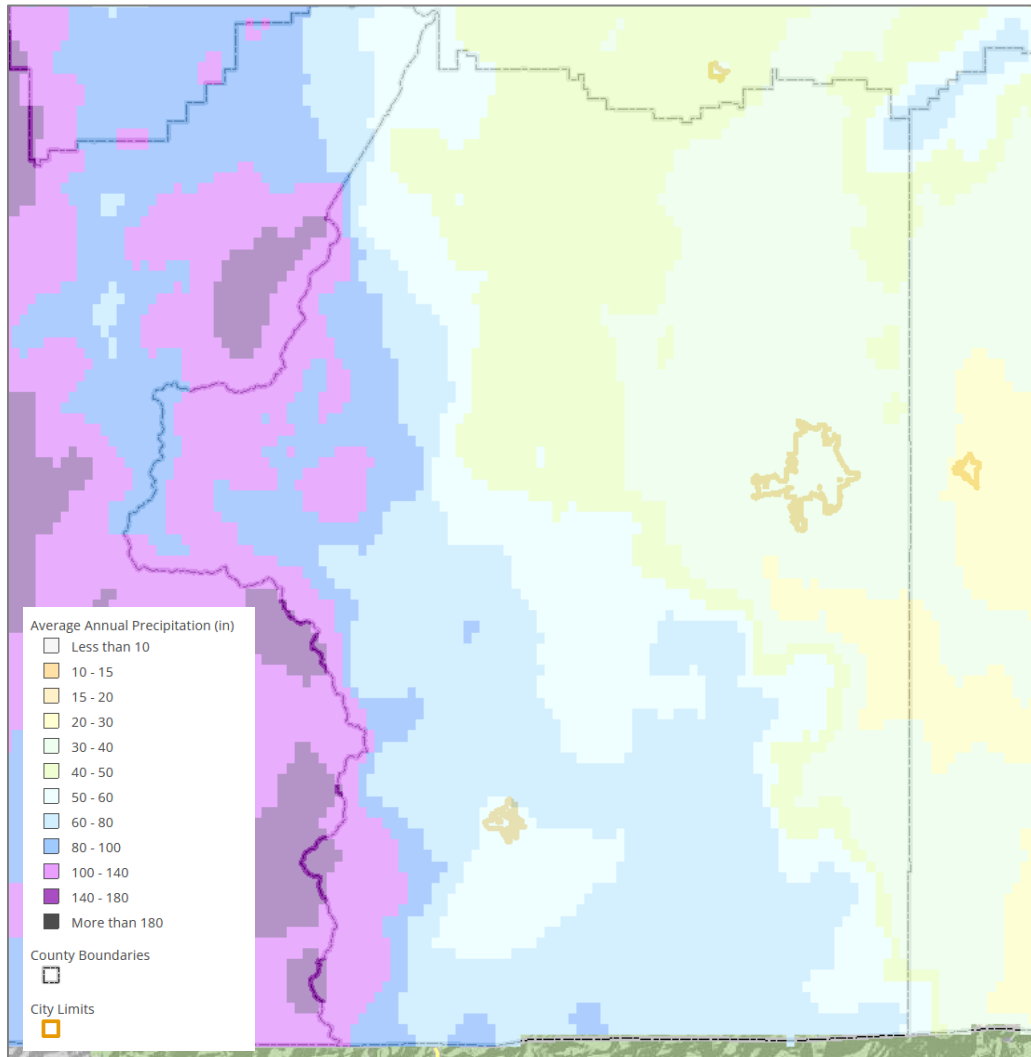 Average Annual Precipitation (in)
Less than 10
10 - 15
15 - 20
20 - 30
30 - 40
40 - 50
50 - 60
60 - 80
80 - 100
100 - 140
140 - 180
More than 180
County Boundaries
City Limits